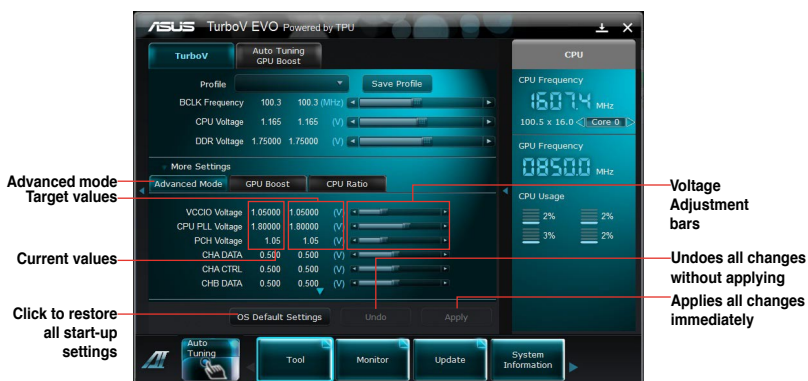 ASUS TurboV EVO Powered by TPU
TurboV
Auto Tuning
GPU Boost
Profile
Save Profile
BCLK Frequency 100.3 100.3 (MHz)
CPU Voltage 1.165 1.165 (V)
DDR Voltage 1.75000 1.75000 (V)
More Settings
Advanced Mode GPU Boost CPU Ratio
VCCIO Voltage 1.05000 1.05000 (V)
CPU PLL Voltage 1.80000 1.80000 (V)
PCH Voltage 1.05 1.05 (V)
CHA DATA 0.500 0.500 (V)
CHA CTRL 0.500 0.500 (V)
CHB DATA 0.500 0.500 (V)
OS Default Settings Undo Apply
CPU
CPU Frequency
1607.4 MHz
100.5 x 16.0 Core 0
GPU Frequency
0850.0 MHz
CPU Usage
2% 2%
3% 2%
Auto
Tuning
Tool
Monitor
Update
System
Information
Advanced mode
Target values
Current values
Click to restore
all start-up
settings
Voltage
Adjustment
bars
Undoes all changes
without applying
Applies all changes
immediately